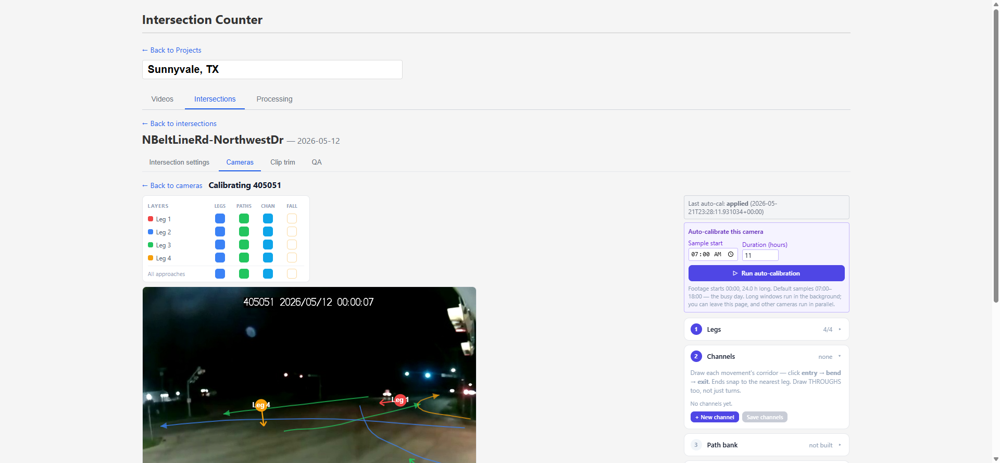 Intersection Counter
← Back to Projects
Sunnyvale, TX
Videos
Intersections
Processing
← Back to intersections
NBeltLineRd-NorthwestDr — 2026-05-12
Intersection settings
Cameras
Clip trim
QA
← Back to cameras
Calibrating 405051
LAYERS LEGS PATHS CHAN FALL
Leg 1
Leg 2
Leg 3
Leg 4
All approaches
405051 2026/05/12 00:00:07
Leg 4
Leg 1
Last auto-cal: applied (2026-05-
21T23:28:11.931034+00:00)
Auto-calibrate this camera
Sample start
Duration (hours)
07:00 AM
11
▷ Run auto-calibration
Footage starts 00:00, 24.0 h long. Default samples 07:00–
18:00 — the busy day. Long windows run in the background;
you can leave this page, and other cameras run in parallel.
1 Legs 4/4
2 Channels none
Draw each movement's corridor — click entry → bend
→ exit. Ends snap to the nearest leg. Draw THROUGHS
too, not just turns.
No channels yet.
+ New channel
Save channels
3 Path bank not built